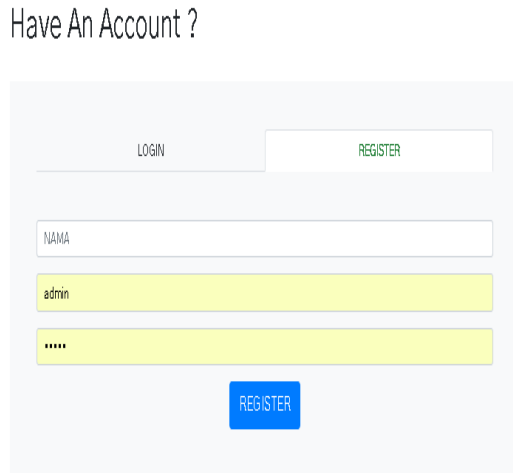 Have An Account ?
LOGIN REGISTER
NAMA
admin
•••••
REGISTER